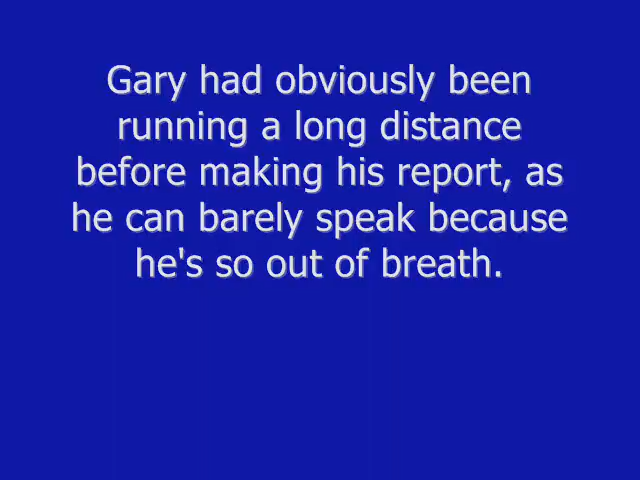 Gary had obviously been
running a long distance
before making his report, as
he can barely speak because
he's so out of breath.